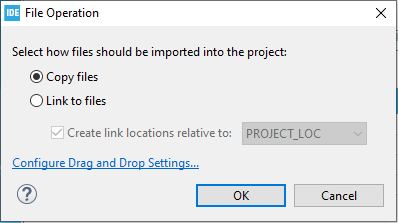 IDE File Operation
Select how files should be imported into the project:
Copy files
Link to files
Create link locations relative to: PROJECT_LOC
Configure Drag and Drop Settings...
? OK Cancel